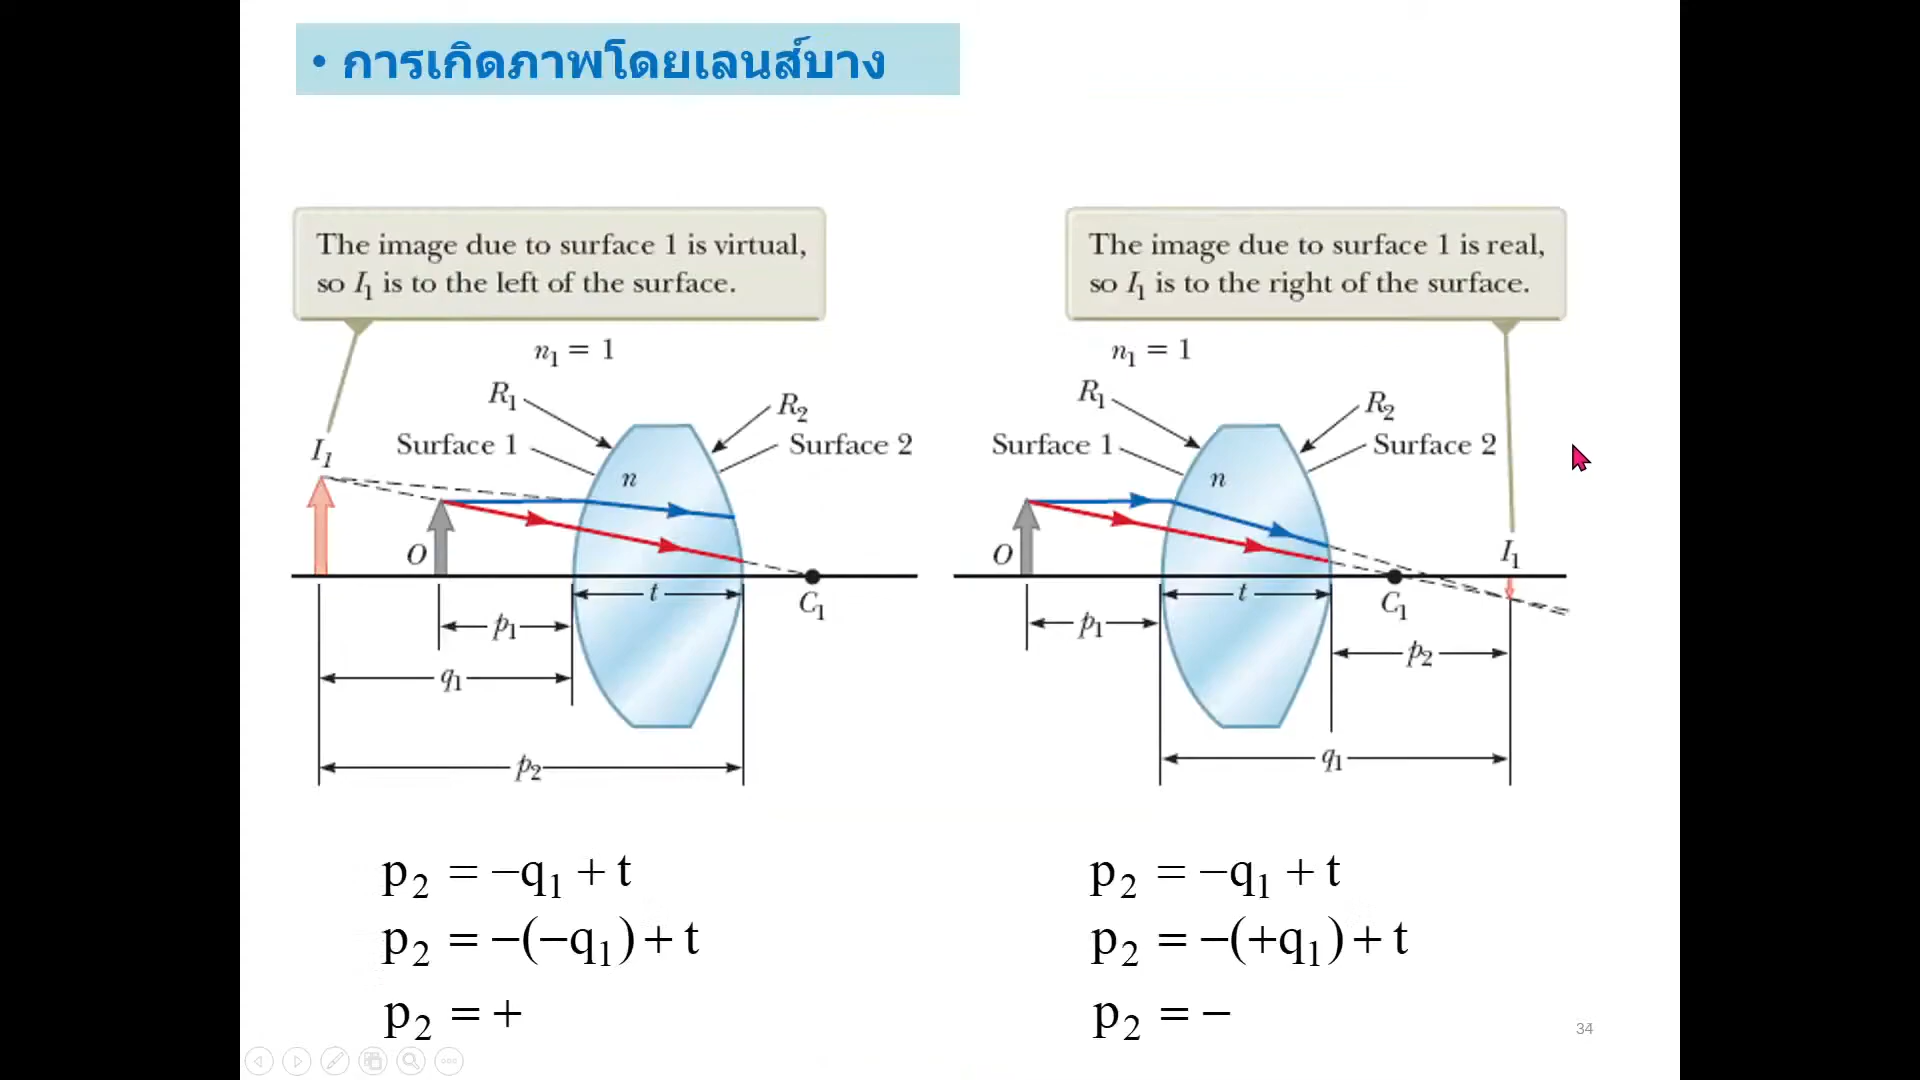 • การเกิดภาพโดยเลนส์บาง
The image due to surface 1 is virtual,
so I₁ is to the left of the surface.
n₁ = 1
R₁
R₂
I₁
Surface 1
Surface 2
n
O
t
C₁
p₁
q₁
p₂
p₂ = −q₁ + t
p₂ = −(−q₁) + t
p₂ = +
The image due to surface 1 is real,
so I₁ is to the right of the surface.
n₁ = 1
R₁
R₂
Surface 1
Surface 2
n
O
I₁
t
C₁
p₁
p₂
q₁
p₂ = −q₁ + t
p₂ = −(+q₁) + t
p₂ = −
34